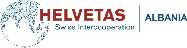 HELVETAS
Swiss Intercooperation
ALBANIA